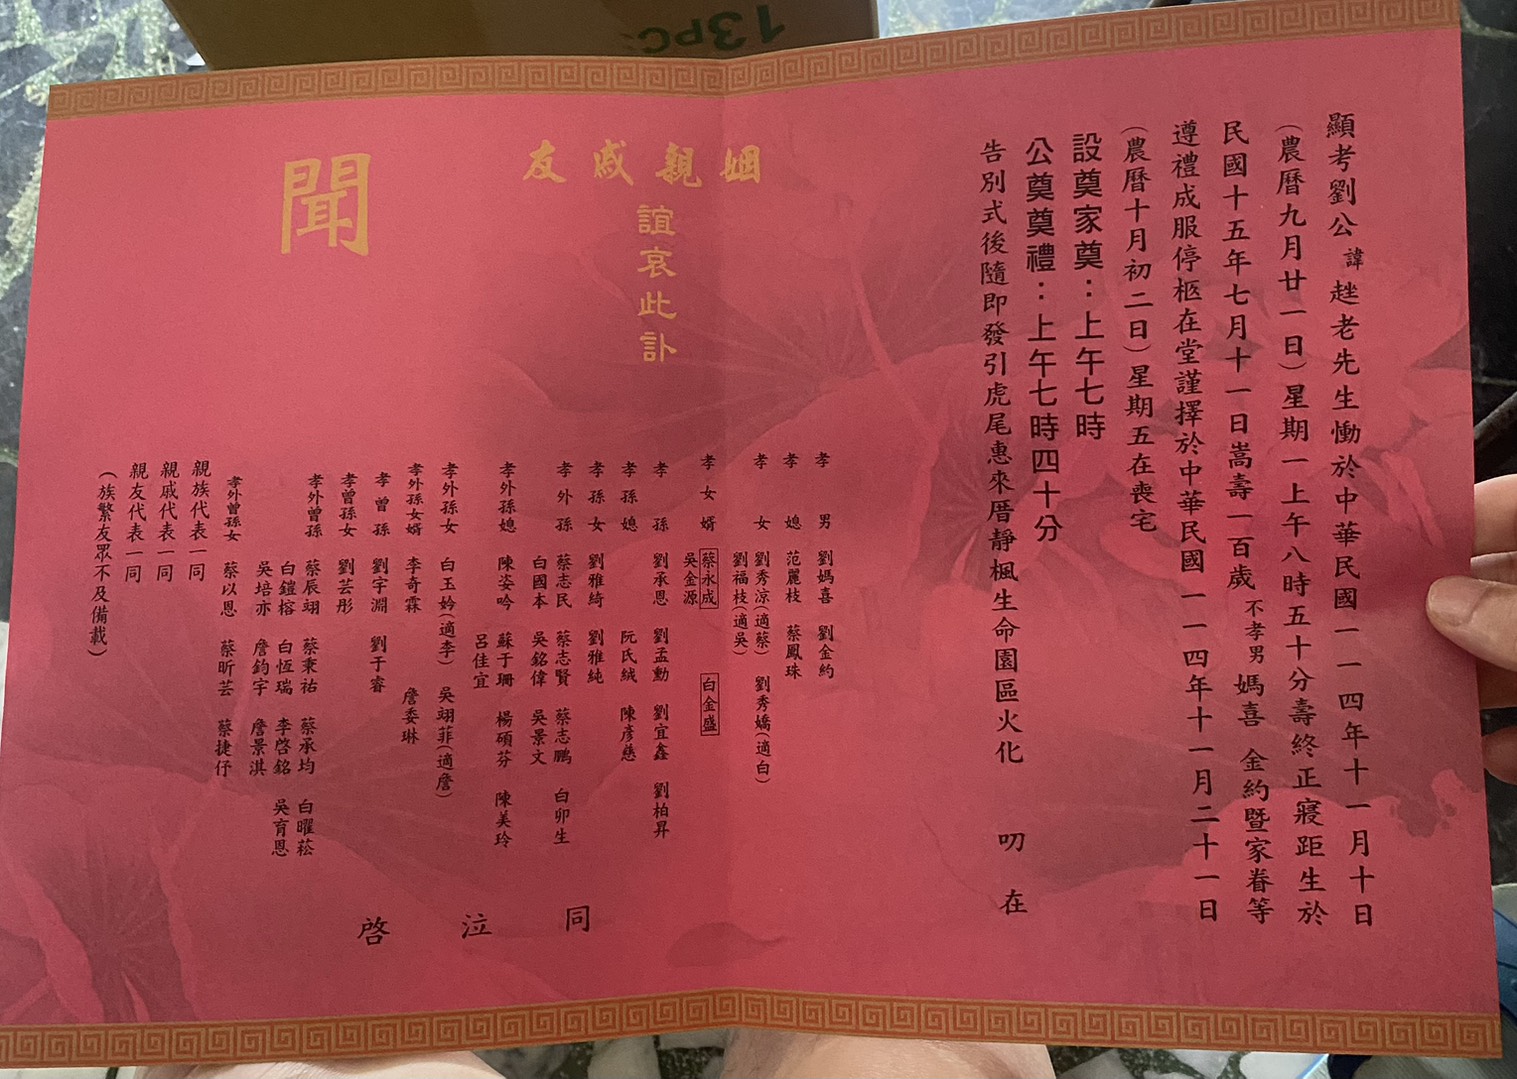 顯考劉公諱趖老先生慟於中華民國一一四年十一月十日
（農曆九月廿一日）星期一上午八時五十分壽終正寢距生於
民國十五年七月十一日嵩壽一百歲不孝男媽喜金約暨家眷等
遵禮成服停柩在堂謹擇於中華民國一一四年十一月二十一日
（農曆十月初二日）星期五在喪宅
設奠家奠：上午七時
公奠奠禮：上午七時四十分
告別式後隨即發引虎尾惠來厝靜楓生命園區火化 叨在
姻親戚友
誼哀此訃
聞
孝男 劉媽喜 劉金約
孝媳 范麗枝 蔡鳳珠
孝女 劉秀涼（適蔡） 劉秀嬌（適白）
劉福枝（適吳）
孝女婿 蔡永成 白金盛
吳金源
孝孫 劉承恩 劉孟勳 劉宜鑫 劉柏昇
孝孫媳 阮氏絨 陳彥慈
孝孫女 劉雅綺 劉雅純
孝外孫 蔡志民 蔡志賢 蔡志鵬 白卯生
白國本 吳銘偉 吳景文
孝外孫媳 陳姿吟 蘇于珊 楊碩芬 陳美玲
呂佳宜
孝外孫女 白玉姈（適李） 吳翊菲（適詹）
孝外孫女婿 李奇霖 詹委琳
孝曾孫 劉宇淵 劉于睿
孝曾孫女 劉芸彤
孝外曾孫 蔡辰翊 蔡秉祐 蔡承均 白曜菘
白鎧榕 白恆瑞 李啓銘 吳育恩
吳培亦 詹鈞宇 詹景淇
孝外曾孫女 蔡以恩 蔡昕芸 蔡捷伃
親族代表一同
親戚代表一同
親友代表一同
（族繁友眾不及備載）
同泣啓
13PC